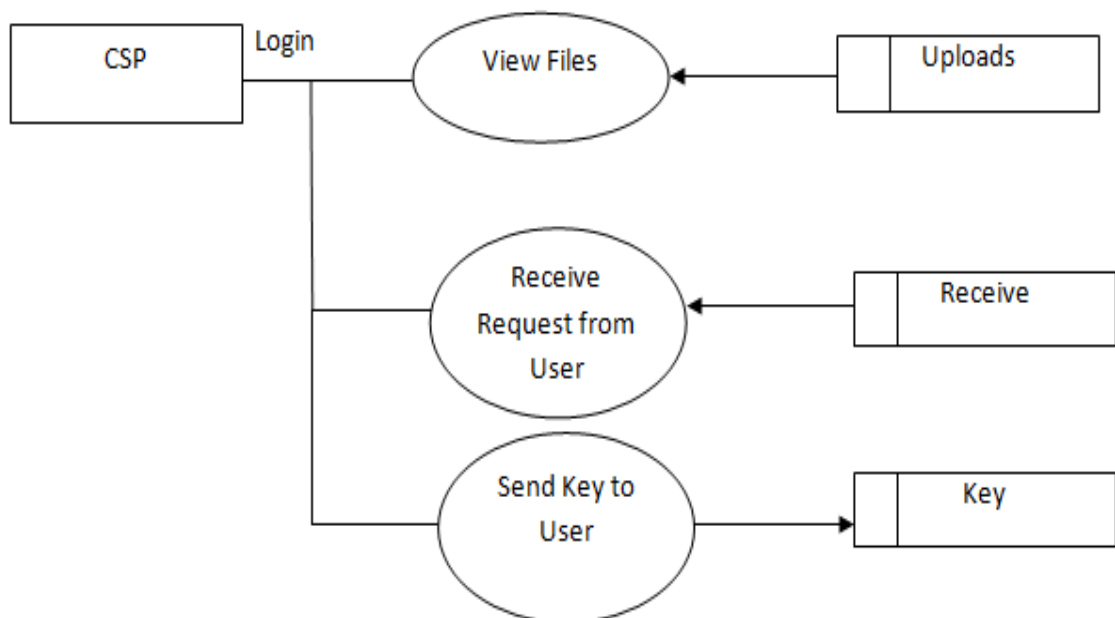 CSP
Login
View Files
Uploads
Receive
Request from
User
Receive
Send Key to
User
Key